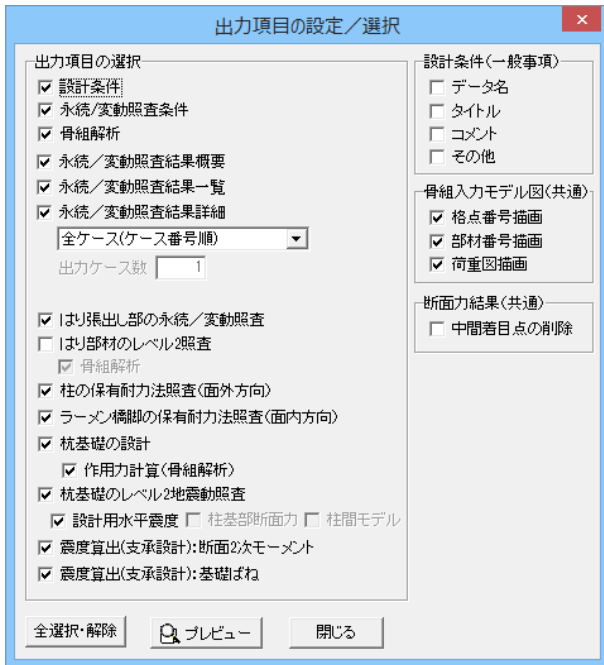 出力項目の設定／選択
出力項目の選択
設計条件
永続/変動照査条件
骨組解析
永続／変動照査結果概要
永続／変動照査結果一覧
永続／変動照査結果詳細
全ケース(ケース番号順)
出力ケース数 1
はり張出し部の永続／変動照査
はり部材のレベル2照査
骨組解析
柱の保有耐力法照査(面外方向)
ラーメン橋脚の保有耐力法照査(面内方向)
杭基礎の設計
作用力計算(骨組解析)
杭基礎のレベル2地震動照査
設計用水平震度 柱基部断面力 柱間モデル
震度算出(支承設計):断面2次モーメント
震度算出(支承設計):基礎ばね
設計条件(一般事項)
データ名
タイトル
コメント
その他
骨組入力モデル図(共通)
格点番号描画
部材番号描画
荷重図描画
断面力結果(共通)
中間着目点の削除
全選択・解除 プレビュー 閉じる